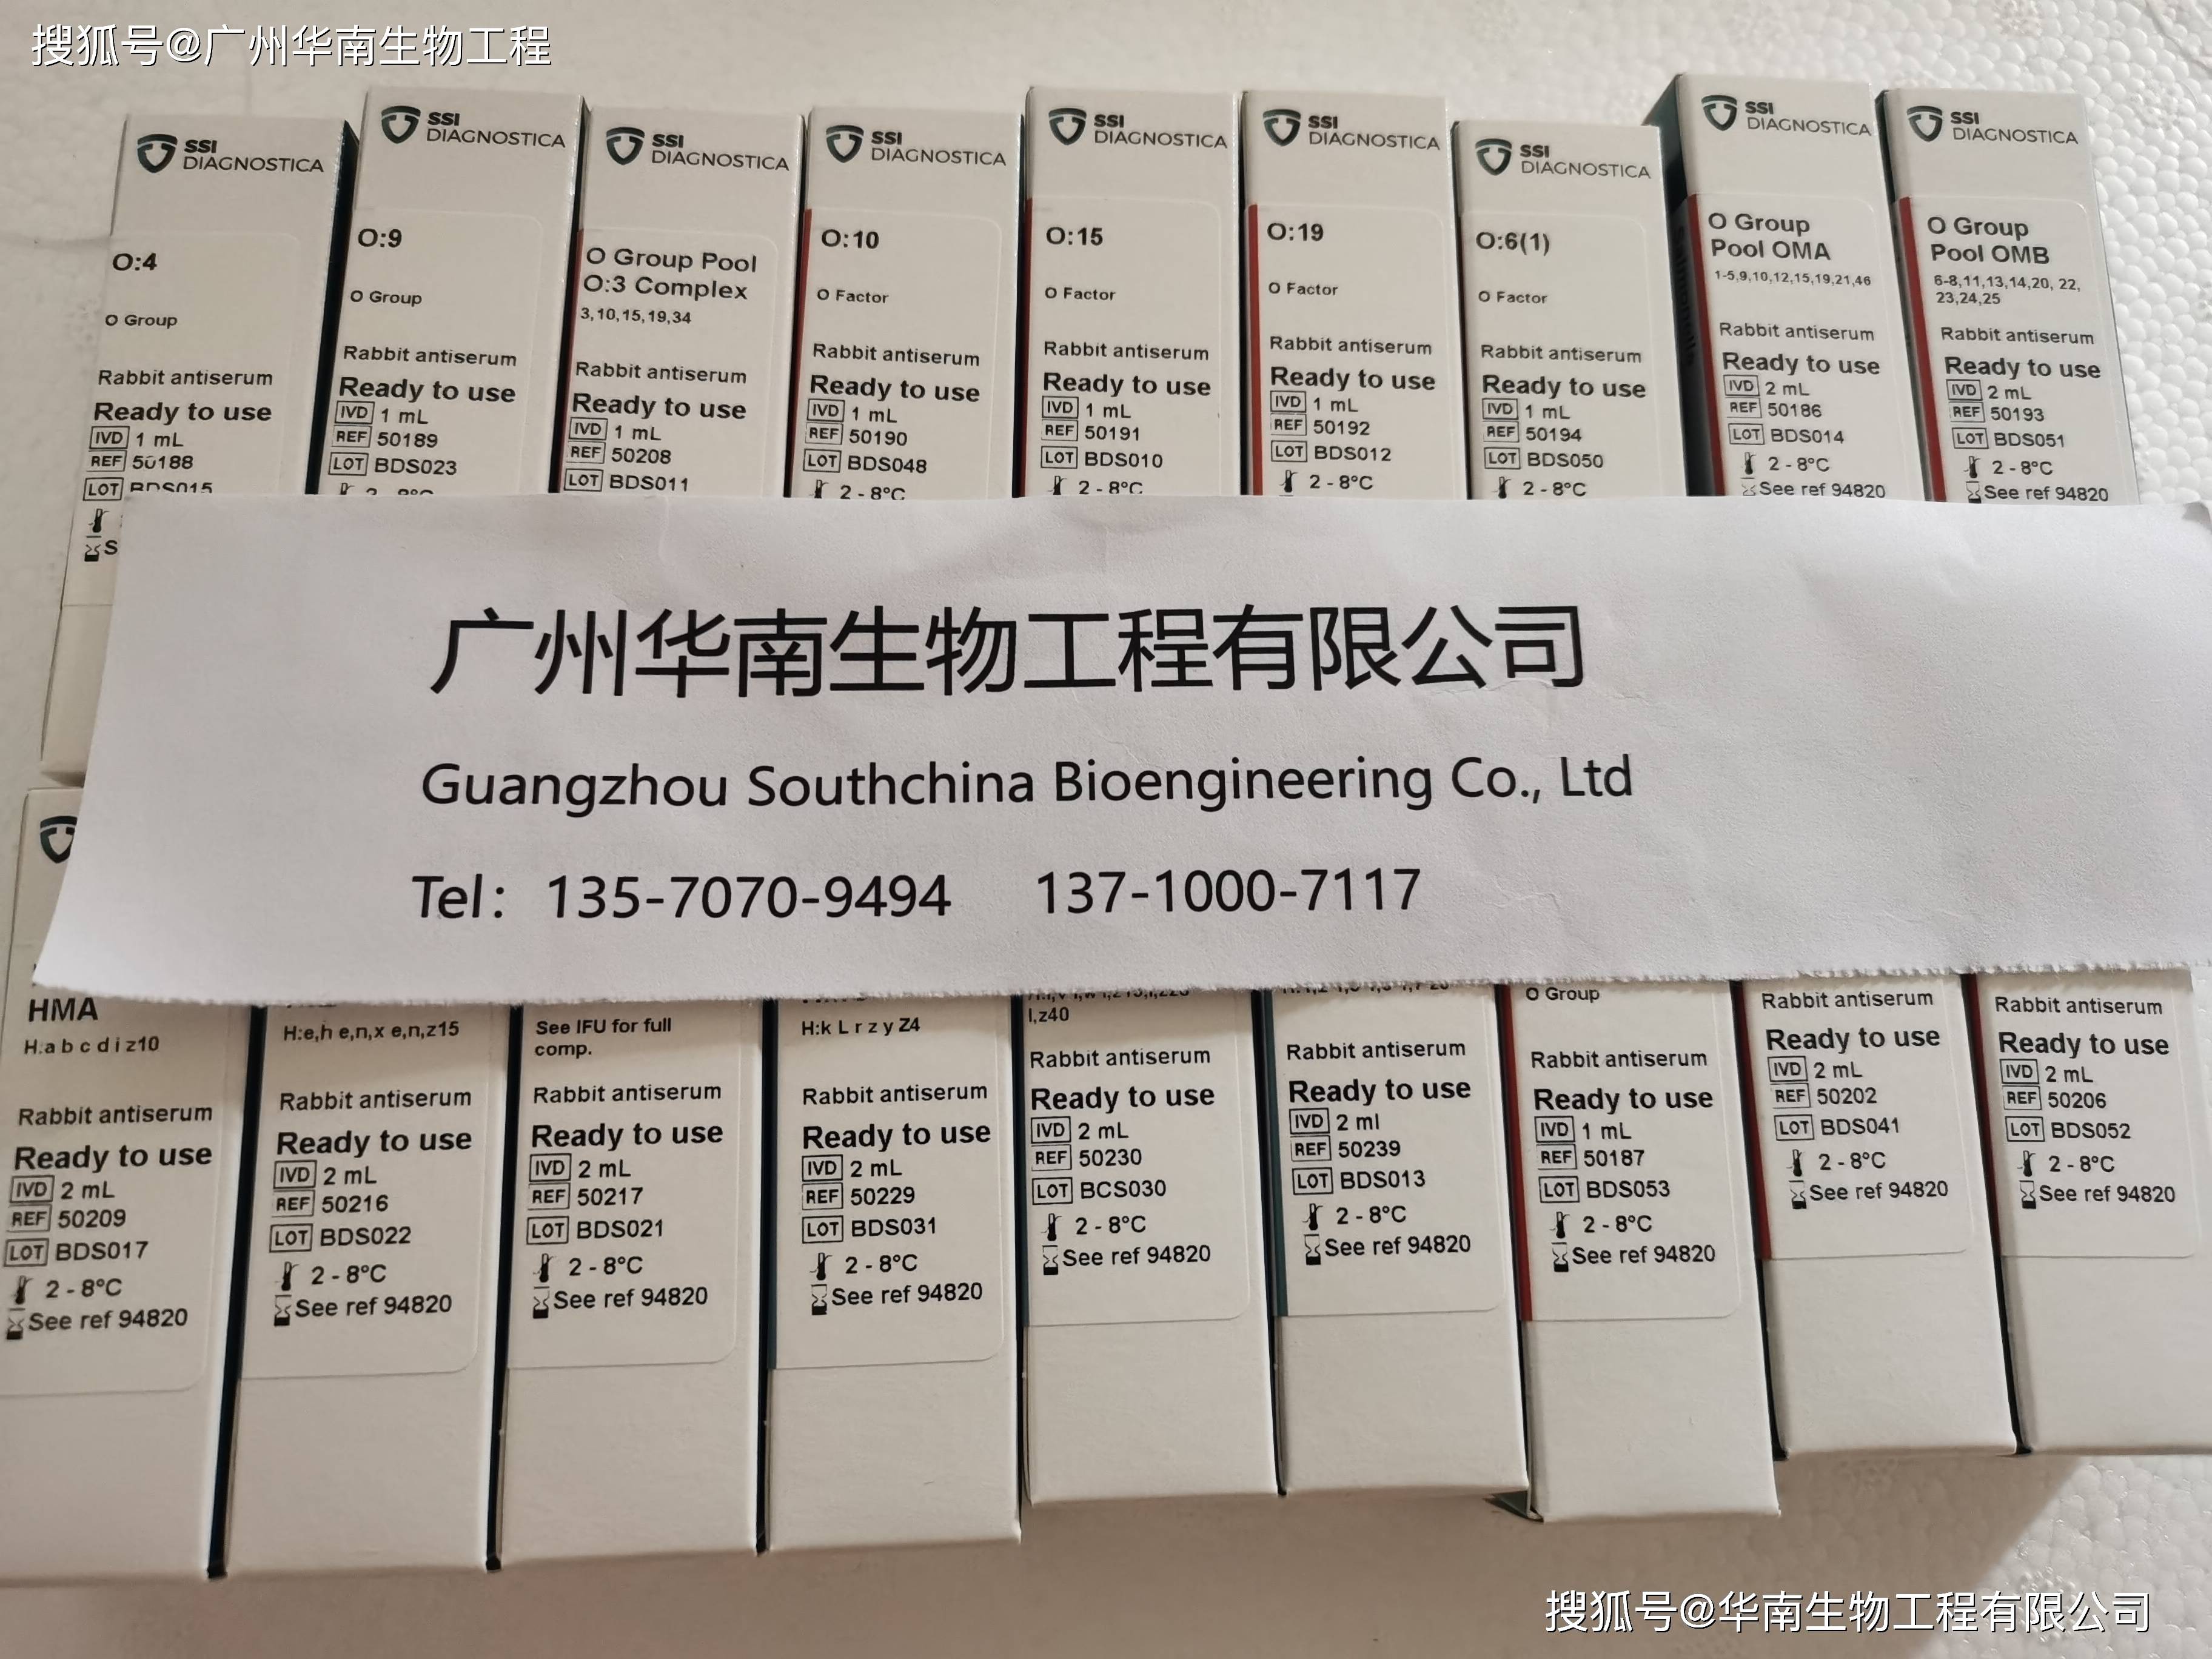 搜狐号@广州华南生物工程
SSI
DIAGNOSTICA
O:4
O Group
Rabbit antiserum
Ready to use
IVD 1 mL
REF 50188
LOT BDS015
S
SSI
DIAGNOSTICA
O:9
O Group
Rabbit antiserum
Ready to use
IVD 1 mL
REF 50189
LOT BDS023
2 - 8°C
SSI
DIAGNOSTICA
O Group Pool
O:3 Complex
3,10,15,19,34
Rabbit antiserum
Ready to use
IVD 1 mL
REF 50208
LOT BDS011
SSI
DIAGNOSTICA
O:10
O Factor
Rabbit antiserum
Ready to use
IVD 1 mL
REF 50190
LOT BDS048
2 - 8°C
SSI
DIAGNOSTICA
O:15
O Factor
Rabbit antiserum
Ready to use
IVD 1 mL
REF 50191
LOT BDS010
2 - 8°C
SSI
DIAGNOSTICA
O:19
O Factor
Rabbit antiserum
Ready to use
IVD 1 mL
REF 50192
LOT BDS012
2 - 8°C
SSI
DIAGNOSTICA
O:6(1)
O Factor
Rabbit antiserum
Ready to use
IVD 1 mL
REF 50194
LOT BDS050
2 - 8°C
SSI
DIAGNOSTICA
O Group
Pool OMA
1-5,9,10,12,15,19,21,46
Rabbit antiserum
Ready to use
IVD 2 mL
REF 50186
LOT BDS014
2 - 8°C
See ref 94820
SSI
DIAGNOSTICA
O Group
Pool OMB
6-8,11,13,14,20, 22,
23,24,25
Rabbit antiserum
Ready to use
IVD 2 mL
REF 50193
LOT BDS051
2 - 8°C
See ref 94820
广州华南生物工程有限公司
Guangzhou Southchina Bioengineering Co., Ltd
Tel：135-7070-9494 137-1000-7117
HMA
H:a b c d i z10
Rabbit antiserum
Ready to use
IVD 2 mL
REF 50209
LOT BDS017
2 - 8°C
See ref 94820
H:e,h e,n,x e,n,z15
Rabbit antiserum
Ready to use
IVD 2 mL
REF 50216
LOT BDS022
2 - 8°C
See ref 94820
See IFU for full
comp.
Rabbit antiserum
Ready to use
IVD 2 mL
REF 50217
LOT BDS021
2 - 8°C
See ref 94820
H:k L r z y Z4
Rabbit antiserum
Ready to use
IVD 2 mL
REF 50229
LOT BDS031
2 - 8°C
See ref 94820
l,z40
Rabbit antiserum
Ready to use
IVD 2 mL
REF 50230
LOT BCS030
2 - 8°C
See ref 94820
Rabbit antiserum
Ready to use
IVD 2 ml
REF 50239
LOT BDS013
2 - 8°C
See ref 94820
O Group
Rabbit antiserum
Ready to use
IVD 1 mL
REF 50187
LOT BDS053
2 - 8°C
See ref 94820
Rabbit antiserum
Ready to use
IVD 2 mL
REF 50202
LOT BDS041
2 - 8°C
See ref 94820
Rabbit antiserum
Ready to use
IVD 2 mL
REF 50206
LOT BDS052
2 - 8°C
See ref 94820
搜狐号@华南生物工程有限公司